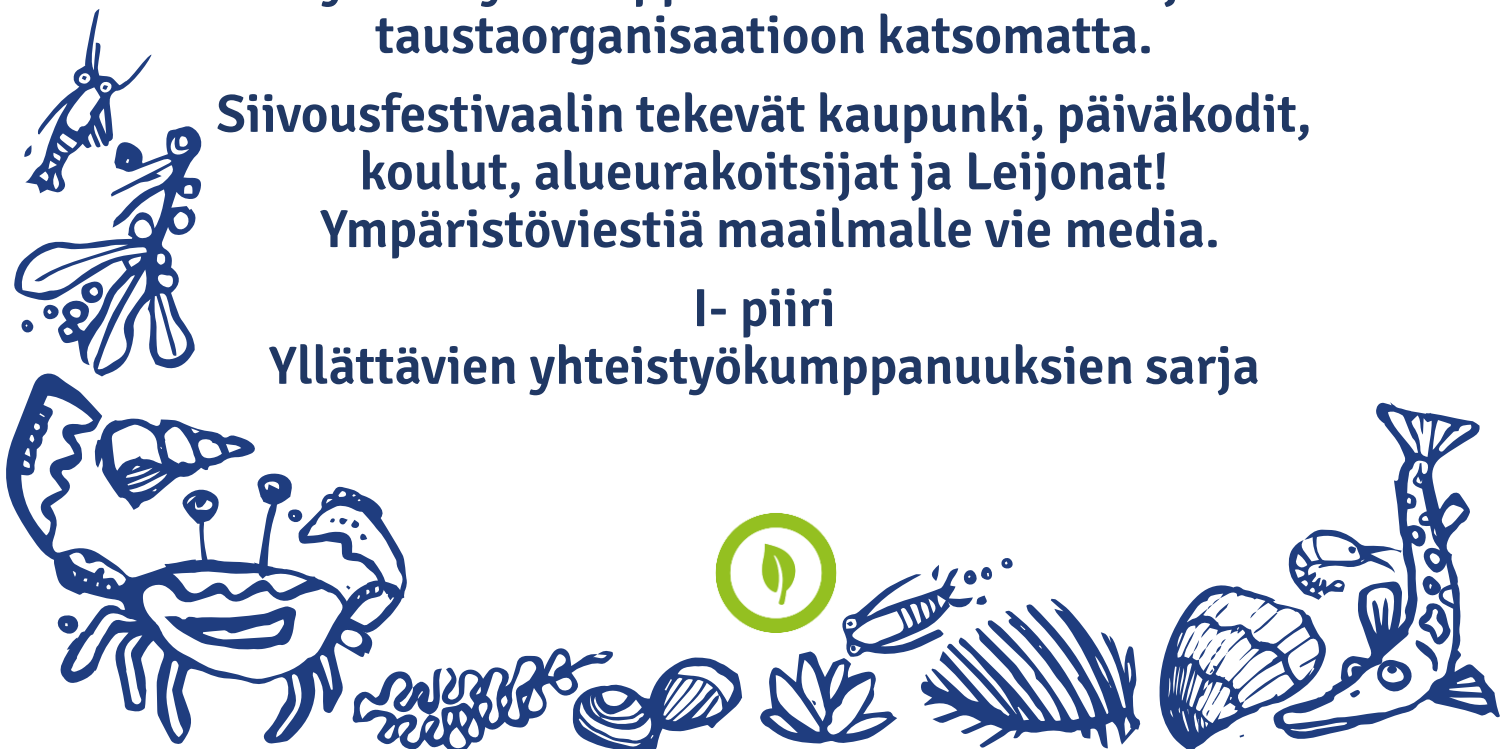 taustaorganisaatioon katsomatta.
Siivousfestivaalin tekevät kaupunki, päiväkodit,
koulut, alueurakoitsijat ja Leijonat!
Ympäristöviestiä maailmalle vie media.
I- piiri
Yllättävien yhteistyökumppanuuksien sarja